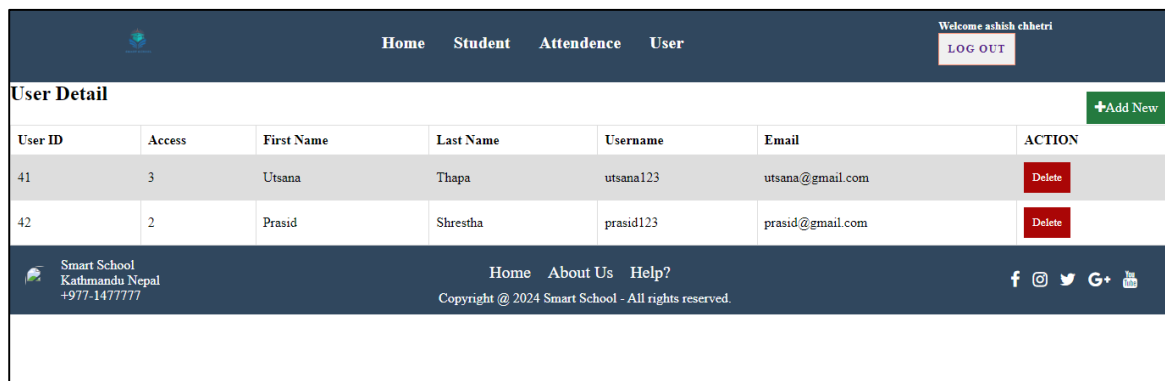 Home Student Attendence User
Welcome ashish chhetri
LOG OUT
User Detail
+Add New
User ID Access First Name Last Name Username Email ACTION
41 3 Utsana Thapa utsana123 utsana@gmail.com Delete
42 2 Prasid Shrestha prasid123 prasid@gmail.com Delete
Smart School
Kathmandu Nepal
+977-1477777
Home About Us Help?
Copyright @ 2024 Smart School - All rights reserved.
f G+ You Tube